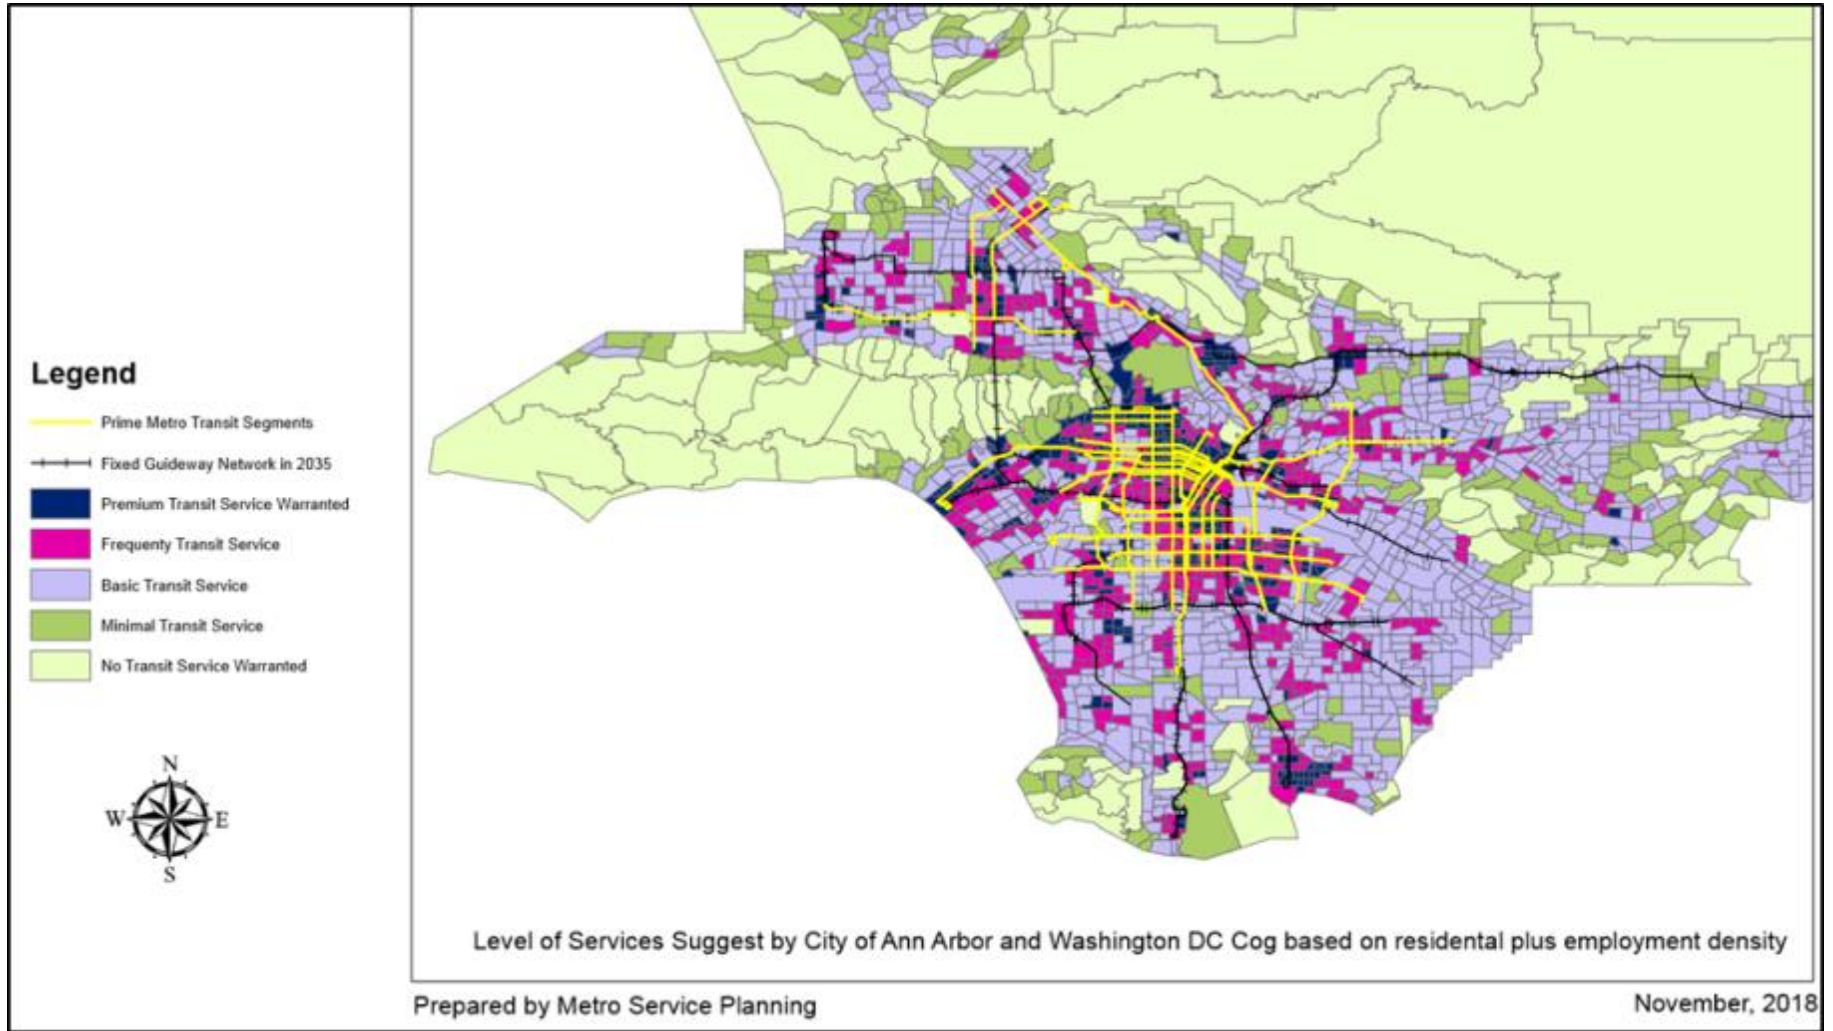 Legend
Prime Metro Transit Segments
Fixed Guideway Network in 2035
Premium Transit Service Warranted
Frequenty Transit Service
Basic Transit Service
Minimal Transit Service
No Transit Service Warranted
N
W E
S
Level of Services Suggest by City of Ann Arbor and Washington DC Cog based on residental plus employment density
Prepared by Metro Service Planning
November, 2018